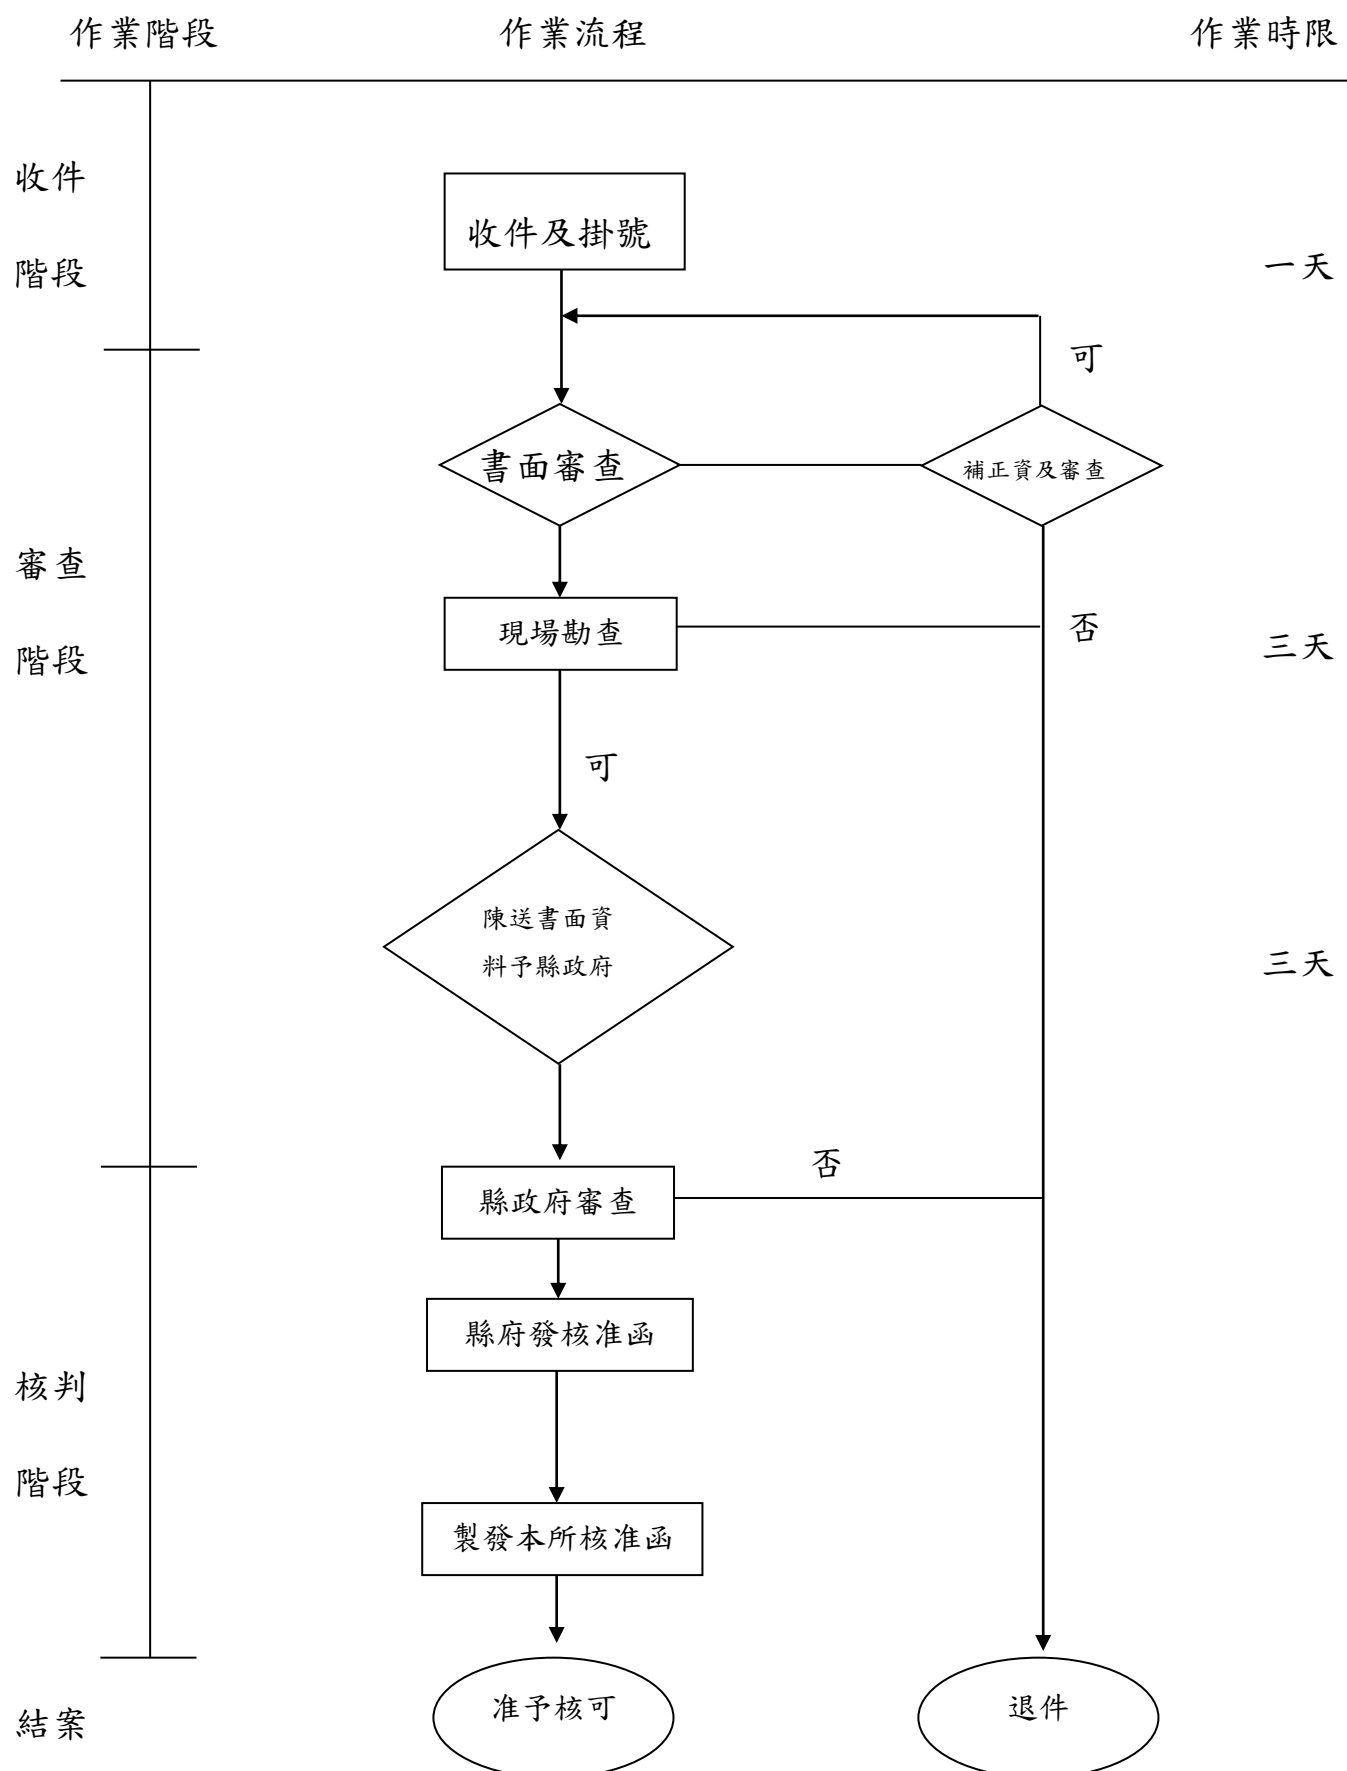 作業階段 作業流程 作業時限
收件
收件及掛號
階段
一天
可
書面審查
補正資及審查
審查
現場勘查
否
階段
三天
可
陳送書面資
料予縣政府
三天
否
縣政府審查
縣府發核准函
核判
階段
製發本所核准函
准予核可
退件
結案